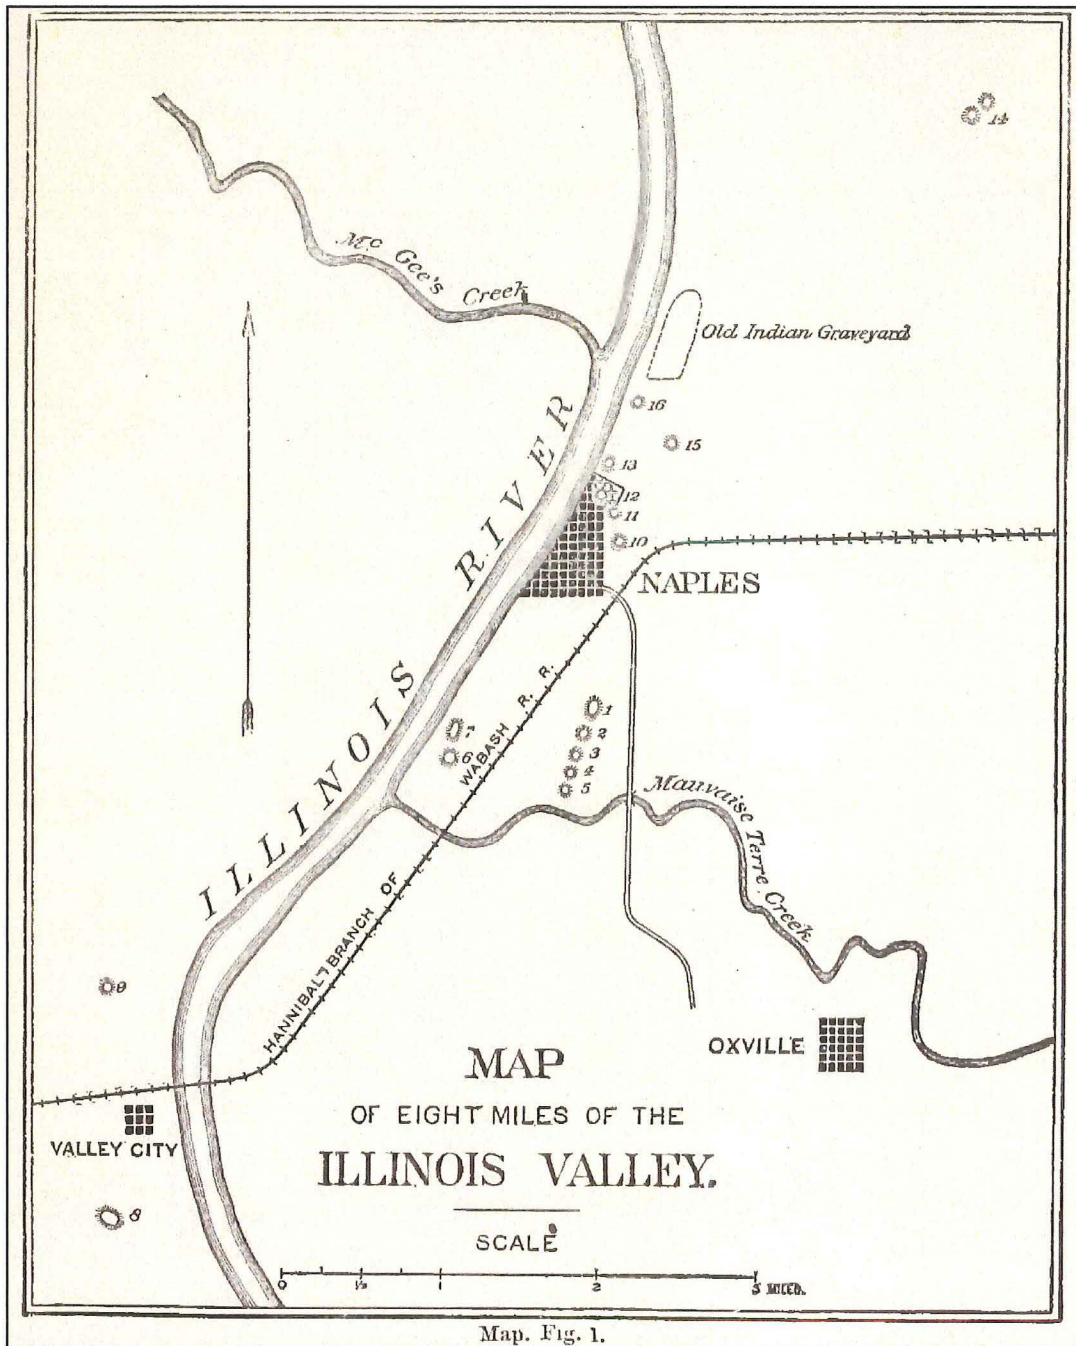 14
Mc Gee's Creek
Old Indian Graveyard
16
15
13
12
11
10
ILLINOIS RIVER
NAPLES
1
2
3
4
5
7
6
HANNIBAL BRANCH OF WABASH R. R.
Mauvaise Terre Creek
9
OXVILLE
VALLEY CITY
8
MAP
OF EIGHT MILES OF THE
ILLINOIS VALLEY.
SCALE
0 ½ 1 2 3 MILES.
Map. Fig. 1.